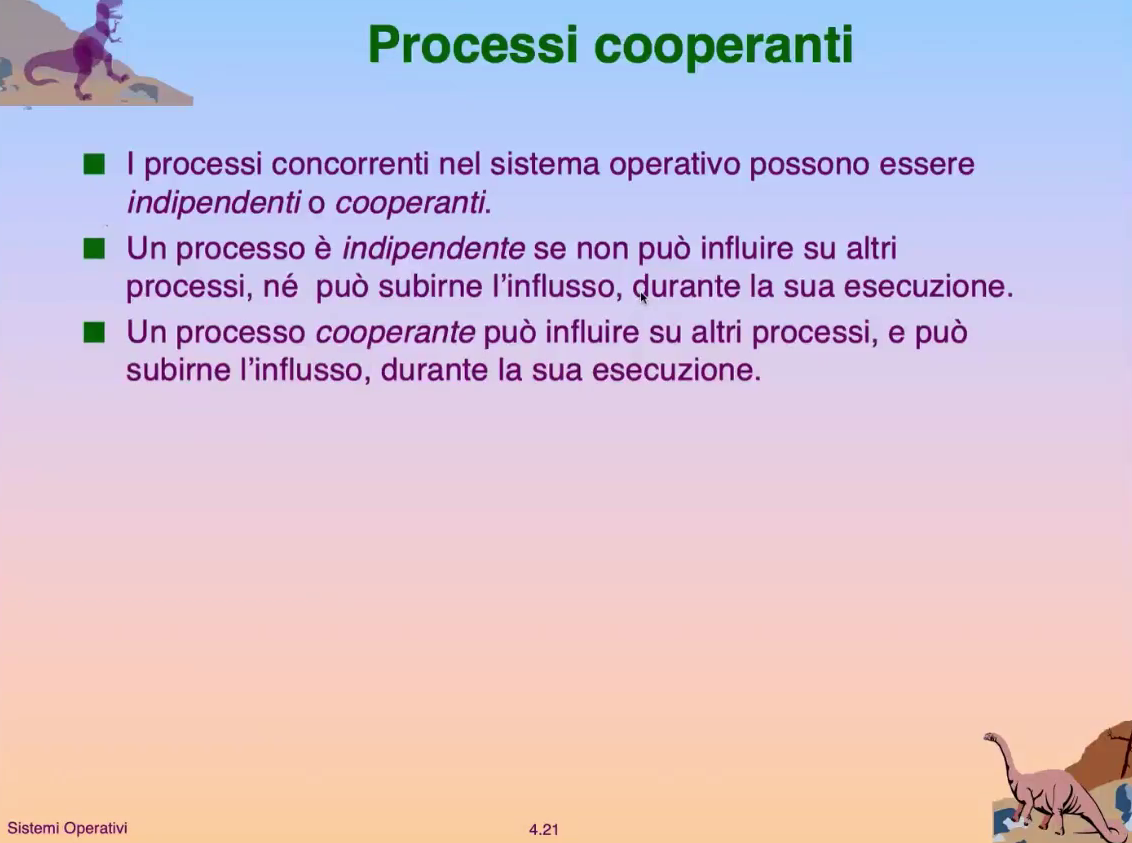 Processi cooperanti
I processi concorrenti nel sistema operativo possono essere
indipendenti o cooperanti.
Un processo è indipendente se non può influire su altri
processi, né può subirne l'influsso, durante la sua esecuzione.
Un processo cooperante può influire su altri processi, e può
subirne l'influsso, durante la sua esecuzione.
Sistemi Operativi
4.21